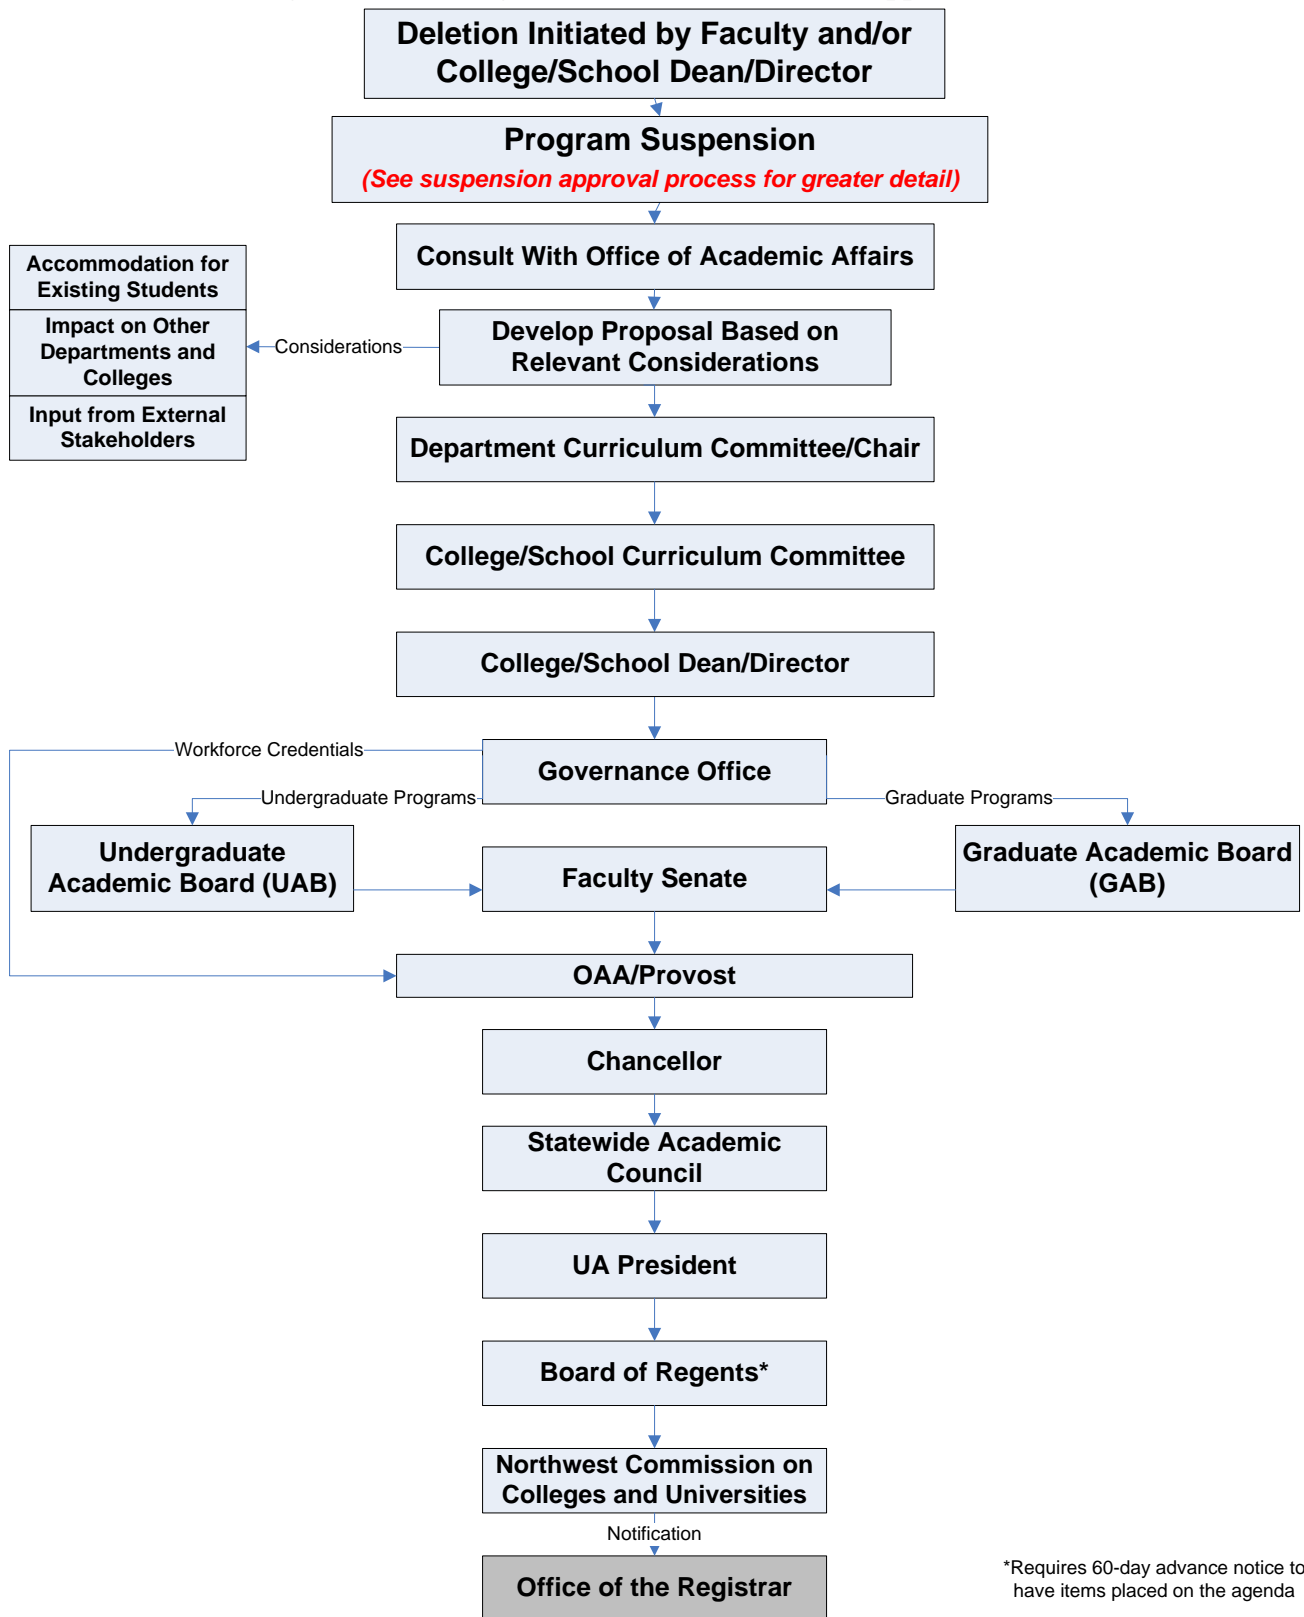 Deletion Initiated by Faculty and/or
College/School Dean/Director
Program Suspension
(See suspension approval process for greater detail)
Consult With Office of Academic Affairs
Accommodation for
Existing Students
Impact on Other
Departments and
Colleges
Input from External
Stakeholders
Considerations
Develop Proposal Based on
Relevant Considerations
Department Curriculum Committee/Chair
College/School Curriculum Committee
College/School Dean/Director
Workforce Credentials
Governance Office
Undergraduate Programs
Graduate Programs
Undergraduate
Academic Board (UAB)
Faculty Senate
Graduate Academic Board
(GAB)
OAA/Provost
Chancellor
Statewide Academic
Council
UA President
Board of Regents*
Northwest Commission on
Colleges and Universities
Notification
Office of the Registrar
*Requires 60-day advance notice to
have items placed on the agenda